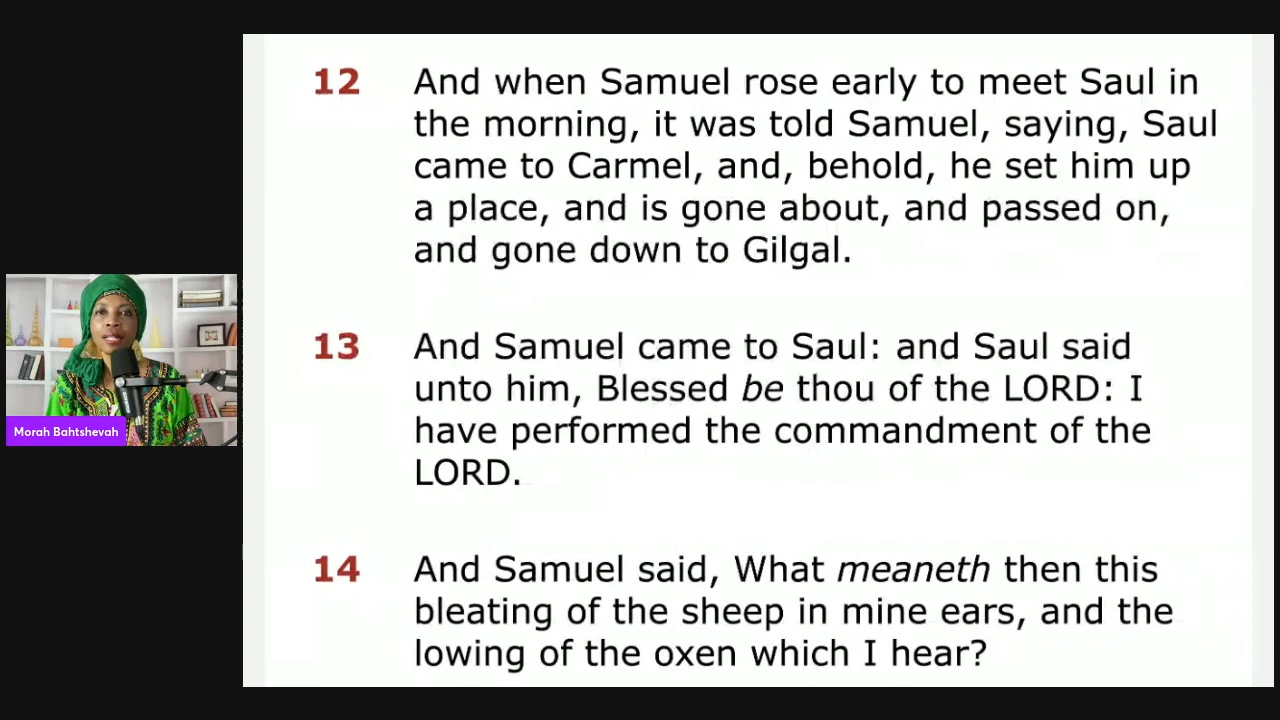 12 And when Samuel rose early to meet Saul in
the morning, it was told Samuel, saying, Saul
came to Carmel, and, behold, he set him up
a place, and is gone about, and passed on,
and gone down to Gilgal.
13 And Samuel came to Saul: and Saul said
unto him, Blessed be thou of the LORD: I
have performed the commandment of the
LORD.
14 And Samuel said, What meaneth then this
bleating of the sheep in mine ears, and the
lowing of the oxen which I hear?
Morah Bahtshevah